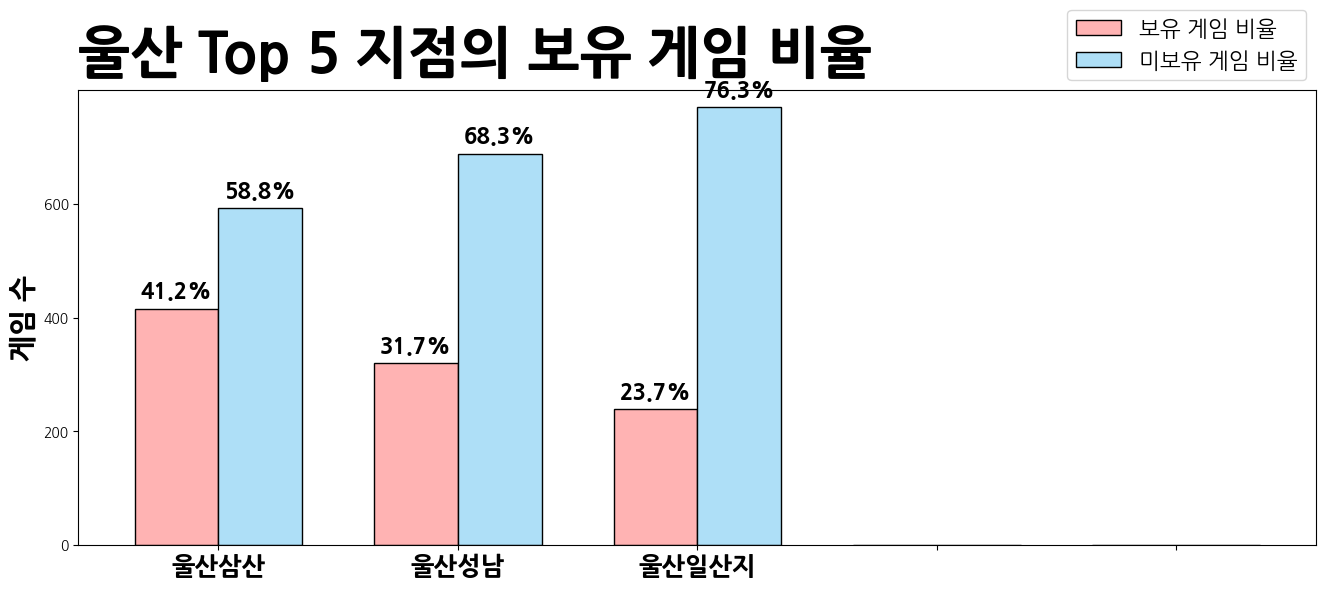 울산 Top 5 지점의 보유 게임 비율
보유 게임 비율
미보유 게임 비율
76.3%
68.3%
58.8%
41.2%
31.7%
23.7%
600
400
200
0
게임 수
울산삼산
울산성남
울산일산지